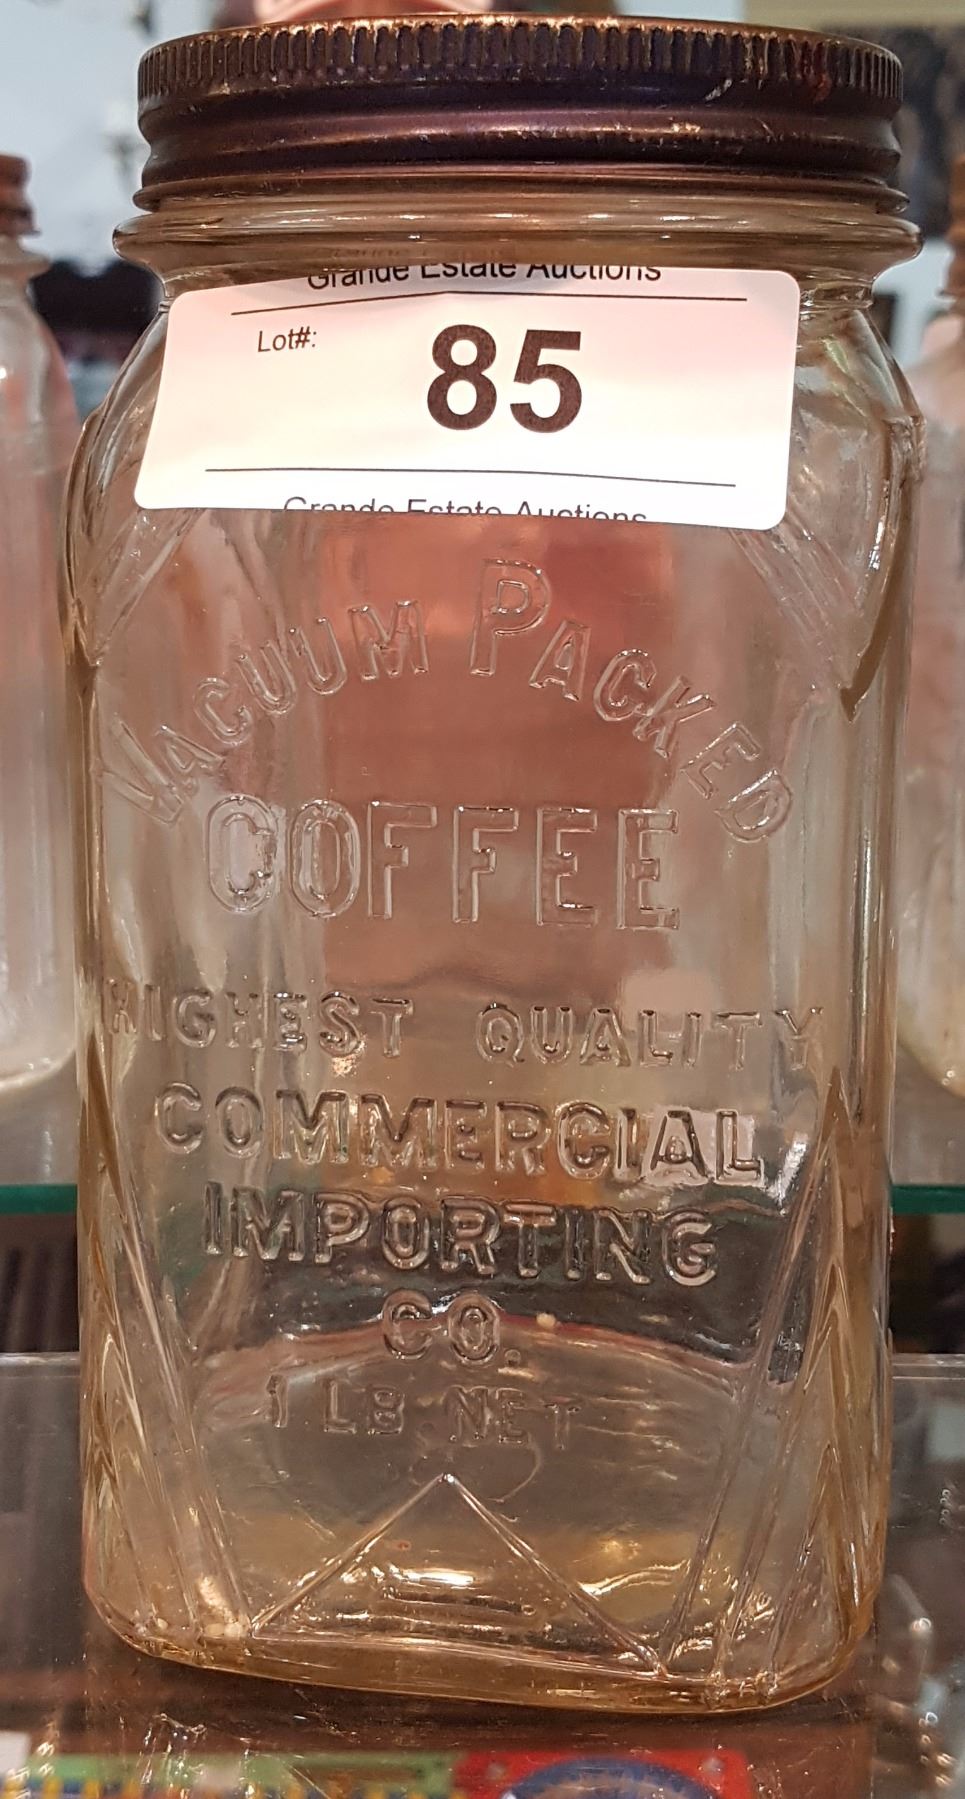 Grande Estate Auctions
Lot#: 85
Grande Estate Auctions
VACUUM PACKED
COFFEE
HIGHEST QUALITY
COMMERCIAL
IMPORTING
CO.
1 LB NET